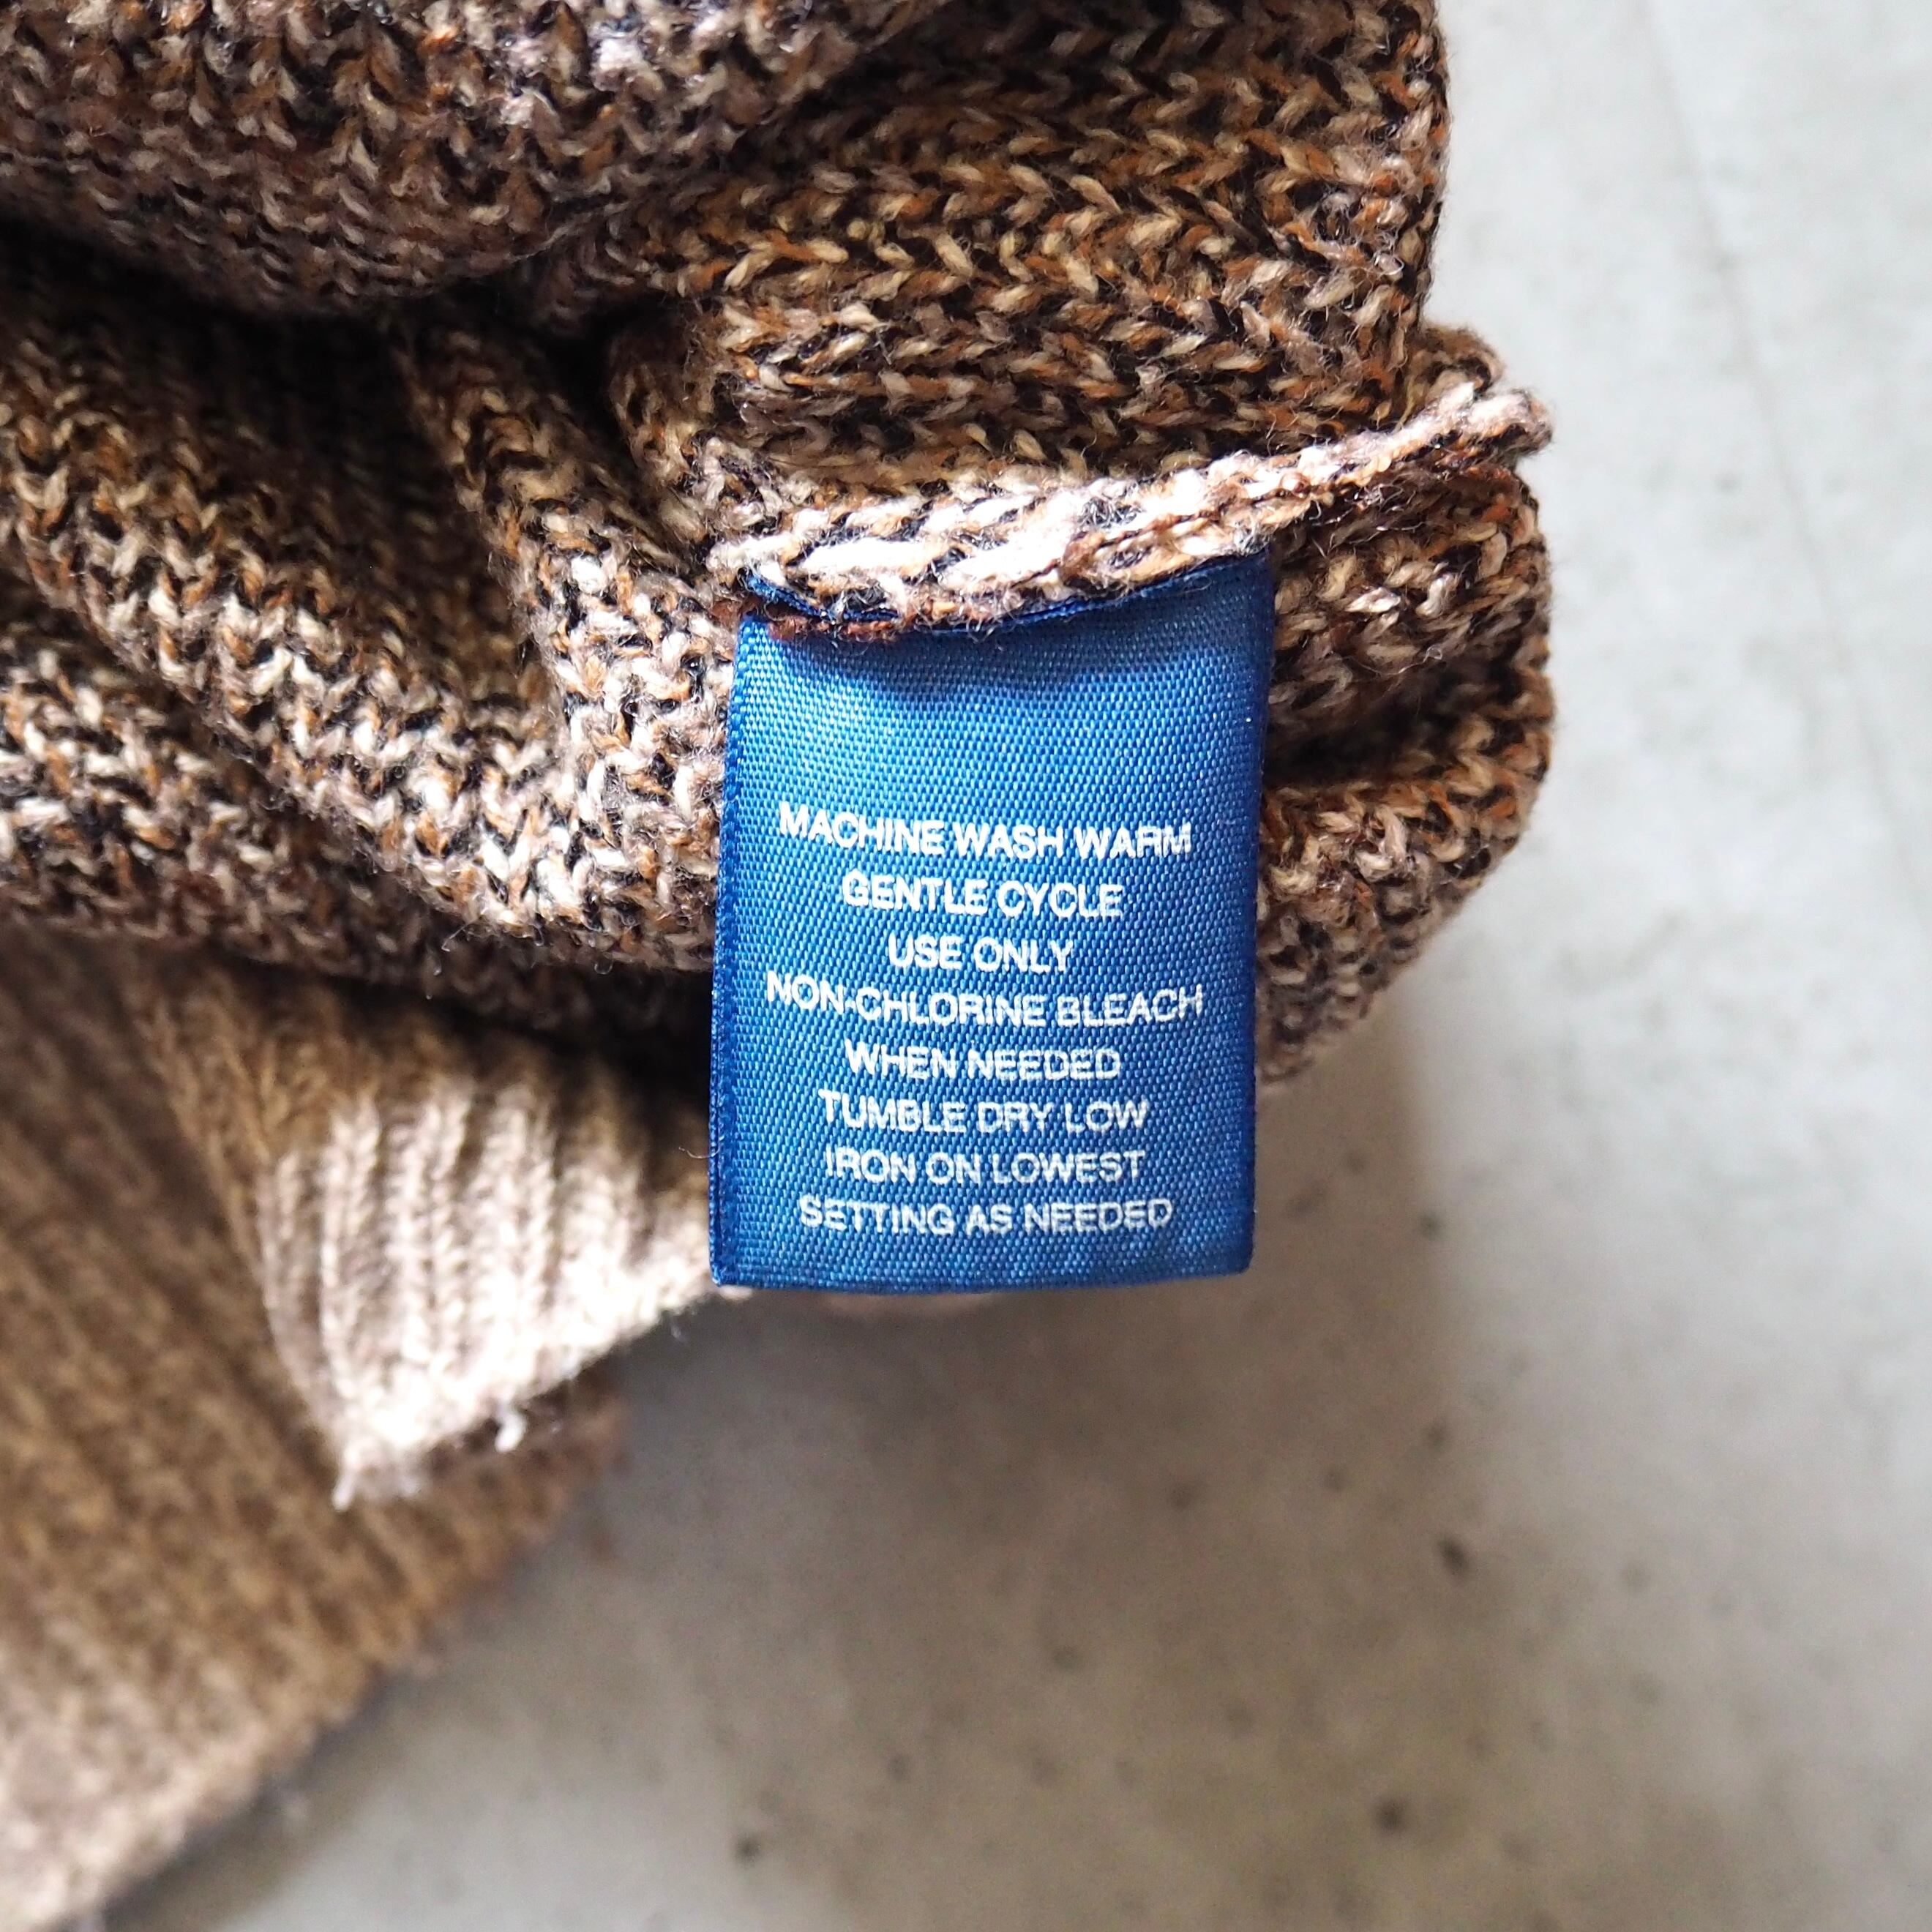 MACHINE WASH WARM
GENTLE CYCLE
USE ONLY
NON-CHLORINE BLEACH
WHEN NEEDED
TUMBLE DRY LOW
IRON ON LOWEST
SETTING AS NEEDED